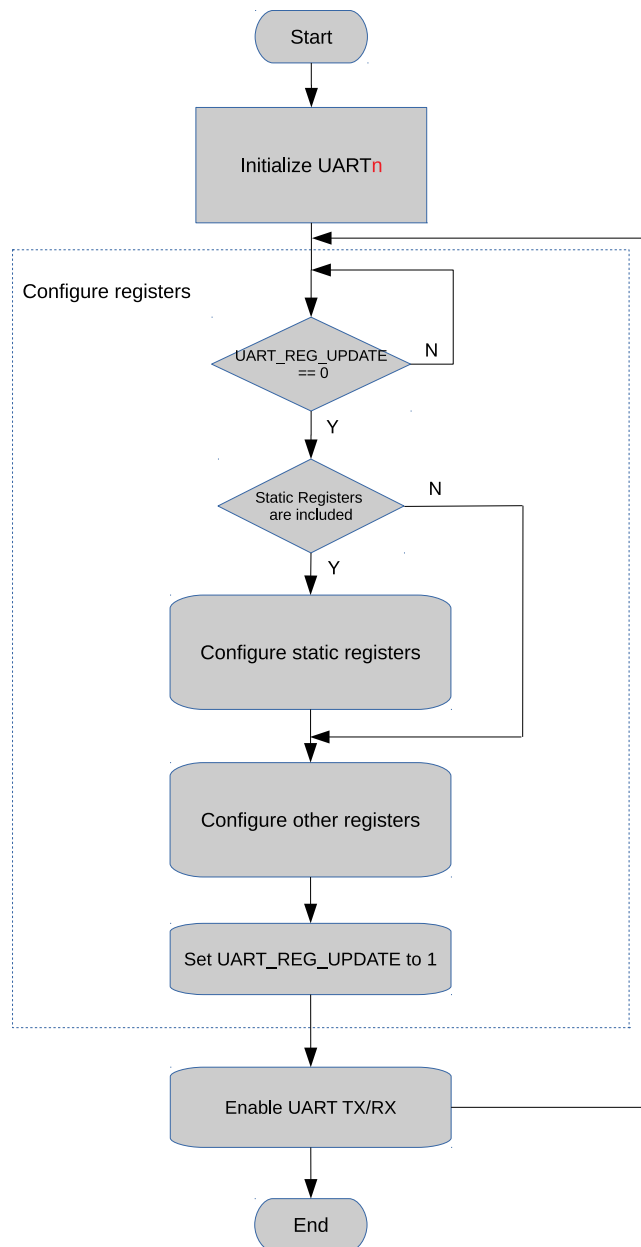 Start
Initialize UARTn
Configure registers
UART_REG_UPDATE
== 0
N
Y
Static Registers
are included
N
Y
Configure static registers
Configure other registers
Set UART_REG_UPDATE to 1
Enable UART TX/RX
End